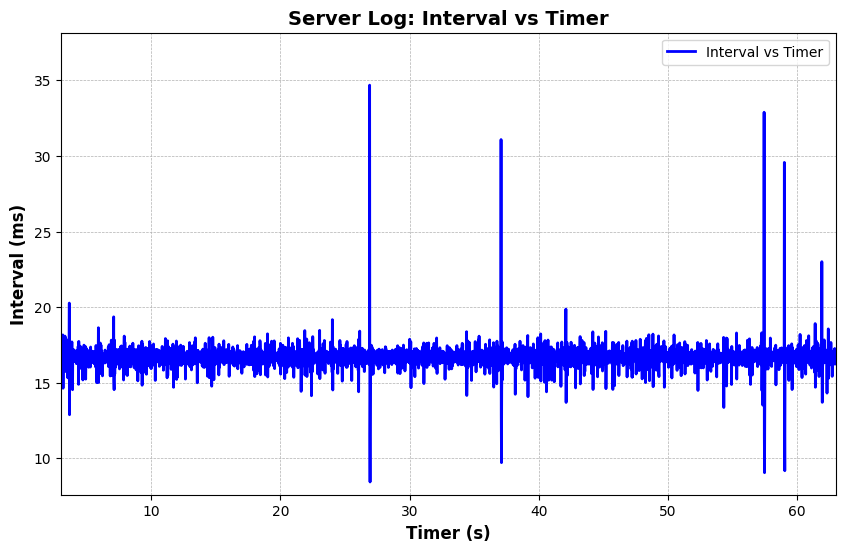 Server Log: Interval vs Timer
Interval vs Timer
Interval (ms)
35
30
25
20
15
10
10 20 30 40 50 60
Timer (s)